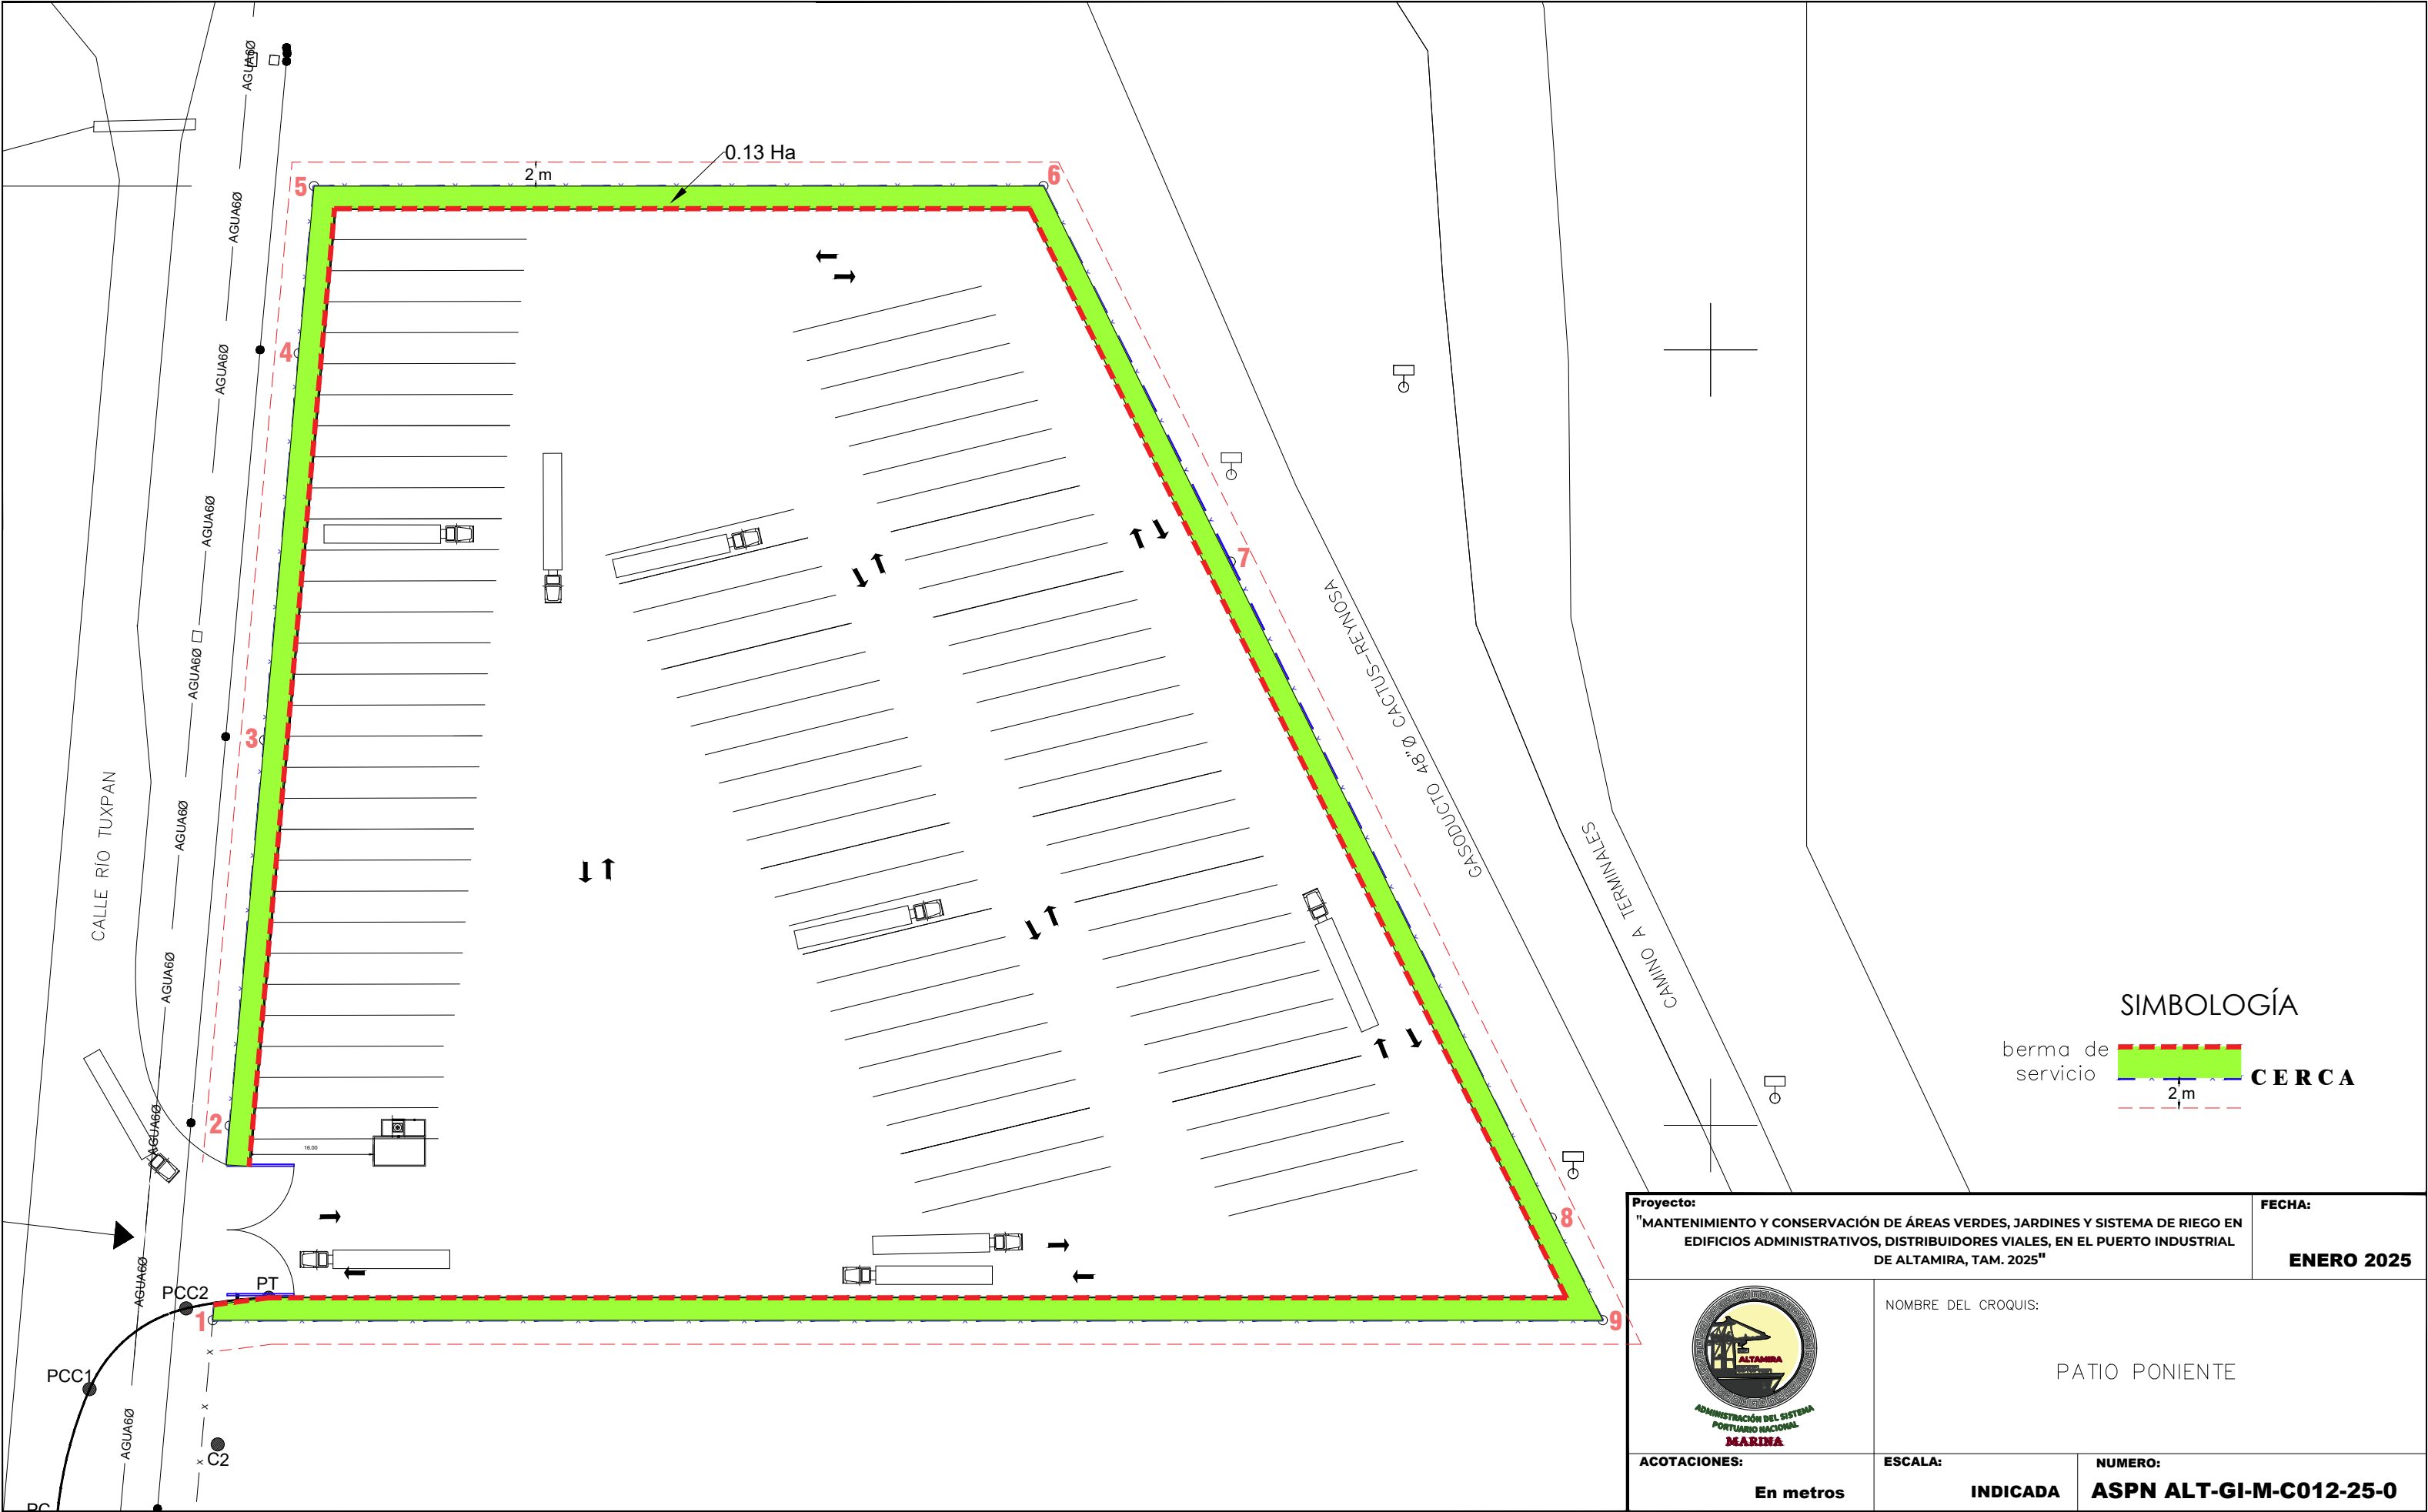 AGUA6Ø
0.13 Ha
2 m
5
6
AGUA6Ø
4
AGUA6Ø
AGUA6Ø
7
AGUA6Ø
3
GASODUCTO 48"Ø CACTUS-REYNOSA
CALLE RÍO TUXPAN
AGUA6Ø
CAMINO A TERMINALES
AGUA6Ø
SIMBOLOGÍA
berma de
servicio
CERCA
2 m
2
AGUA6Ø
16.00
8
AGUA6Ø
PCC2
PT
1
9
PCC1
AGUA6Ø
C2
PC
Proyecto:
"MANTENIMIENTO Y CONSERVACIÓN DE ÁREAS VERDES, JARDINES Y SISTEMA DE RIEGO EN
EDIFICIOS ADMINISTRATIVOS, DISTRIBUIDORES VIALES, EN EL PUERTO INDUSTRIAL
DE ALTAMIRA, TAM. 2025"
FECHA:
ENERO 2025
ALTAMIRA
ADMINISTRACIÓN DEL SISTEMA
PORTUARIO NACIONAL
MARINA
NOMBRE DEL CROQUIS:
PATIO PONIENTE
ACOTACIONES:
En metros
ESCALA:
INDICADA
NUMERO:
ASPN ALT-GI-M-C012-25-0